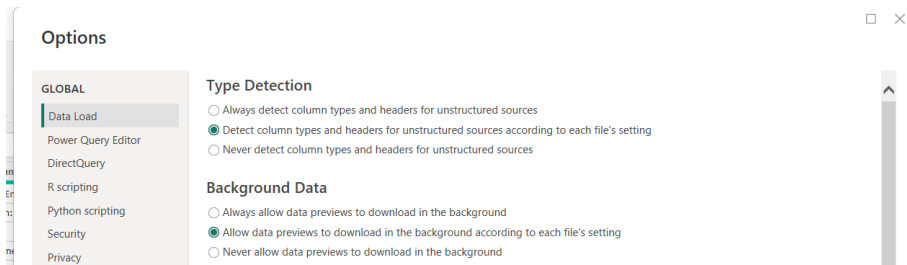 Options
GLOBAL
Data Load
Power Query Editor
DirectQuery
R scripting
Python scripting
Security
Privacy
Type Detection
Always detect column types and headers for unstructured sources
Detect column types and headers for unstructured sources according to each file's setting
Never detect column types and headers for unstructured sources
Background Data
Always allow data previews to download in the background
Allow data previews to download in the background according to each file's setting
Never allow data previews to download in the background